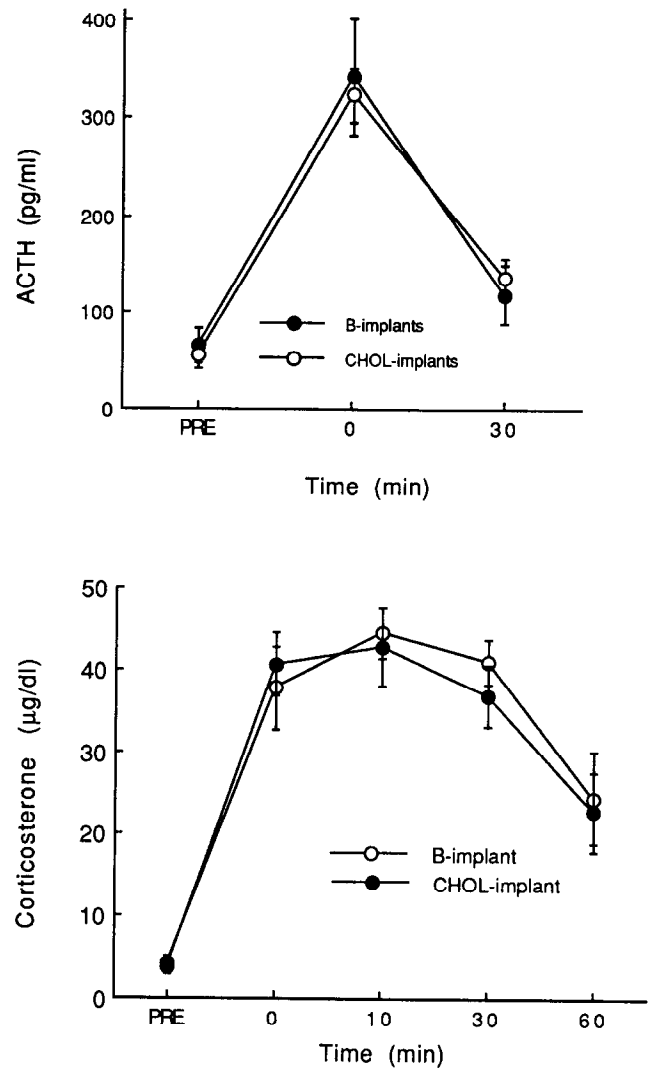 400
300
200
100
0
ACTH (pg/ml)
B-implants
CHOL-implants
PRE 0 30
Time (min)
50
40
30
20
10
0
Corticosterone (µg/dl)
B-implant
CHOL-implant
PRE 0 10 30 60
Time (min)